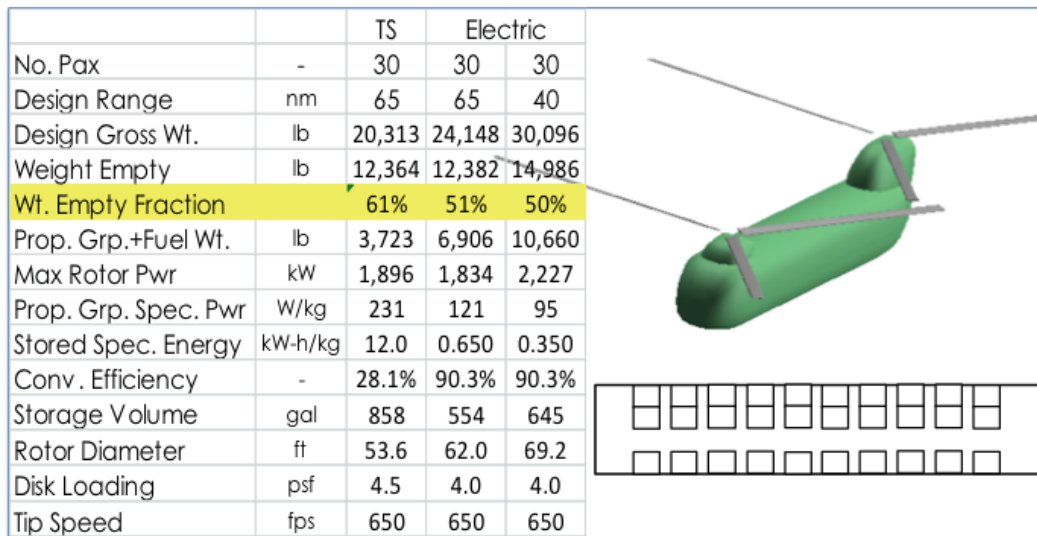 TS Electric
No. Pax - 30 30 30
Design Range nm 65 65 40
Design Gross Wt. lb 20,313 24,148 30,096
Weight Empty lb 12,364 12,382 14,986
Wt. Empty Fraction 61% 51% 50%
Prop. Grp.+Fuel Wt. lb 3,723 6,906 10,660
Max Rotor Pwr kW 1,896 1,834 2,227
Prop. Grp. Spec. Pwr W/kg 231 121 95
Stored Spec. Energy kW-h/kg 12.0 0.650 0.350
Conv. Efficiency - 28.1% 90.3% 90.3%
Storage Volume gal 858 554 645
Rotor Diameter ft 53.6 62.0 69.2
Disk Loading psf 4.5 4.0 4.0
Tip Speed fps 650 650 650